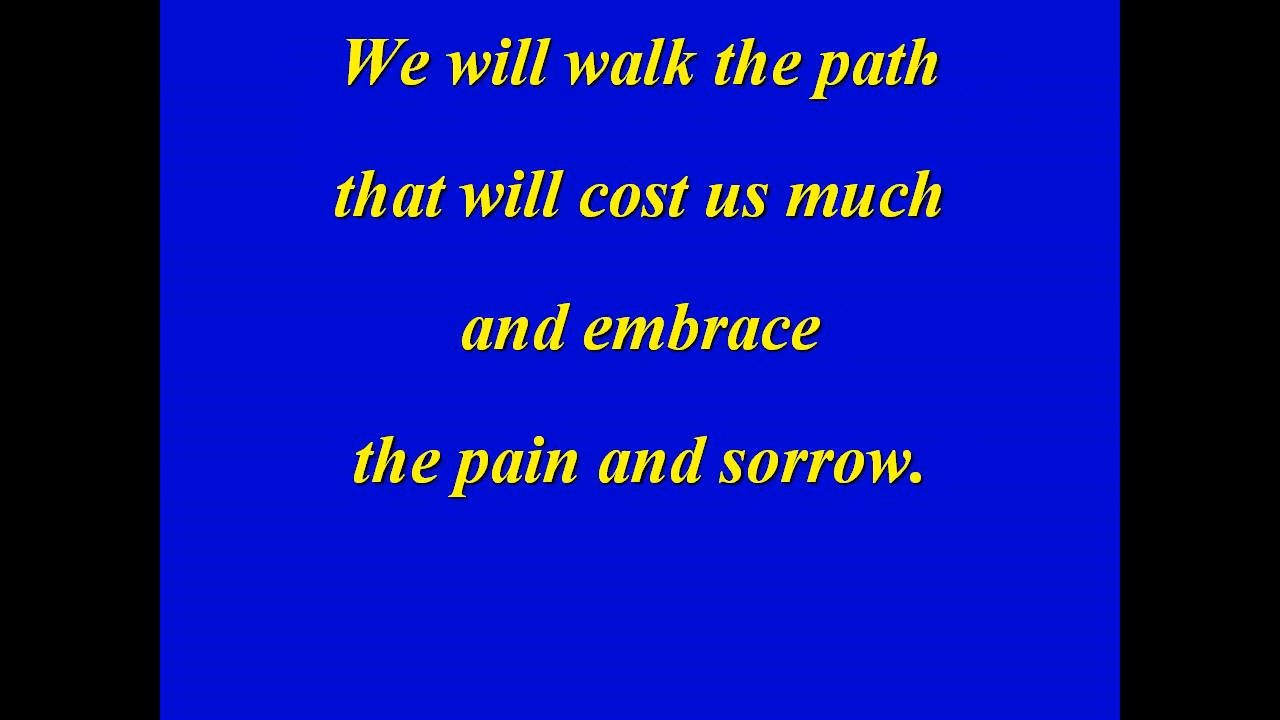 We will walk the path
that will cost us much
and embrace
the pain and sorrow.